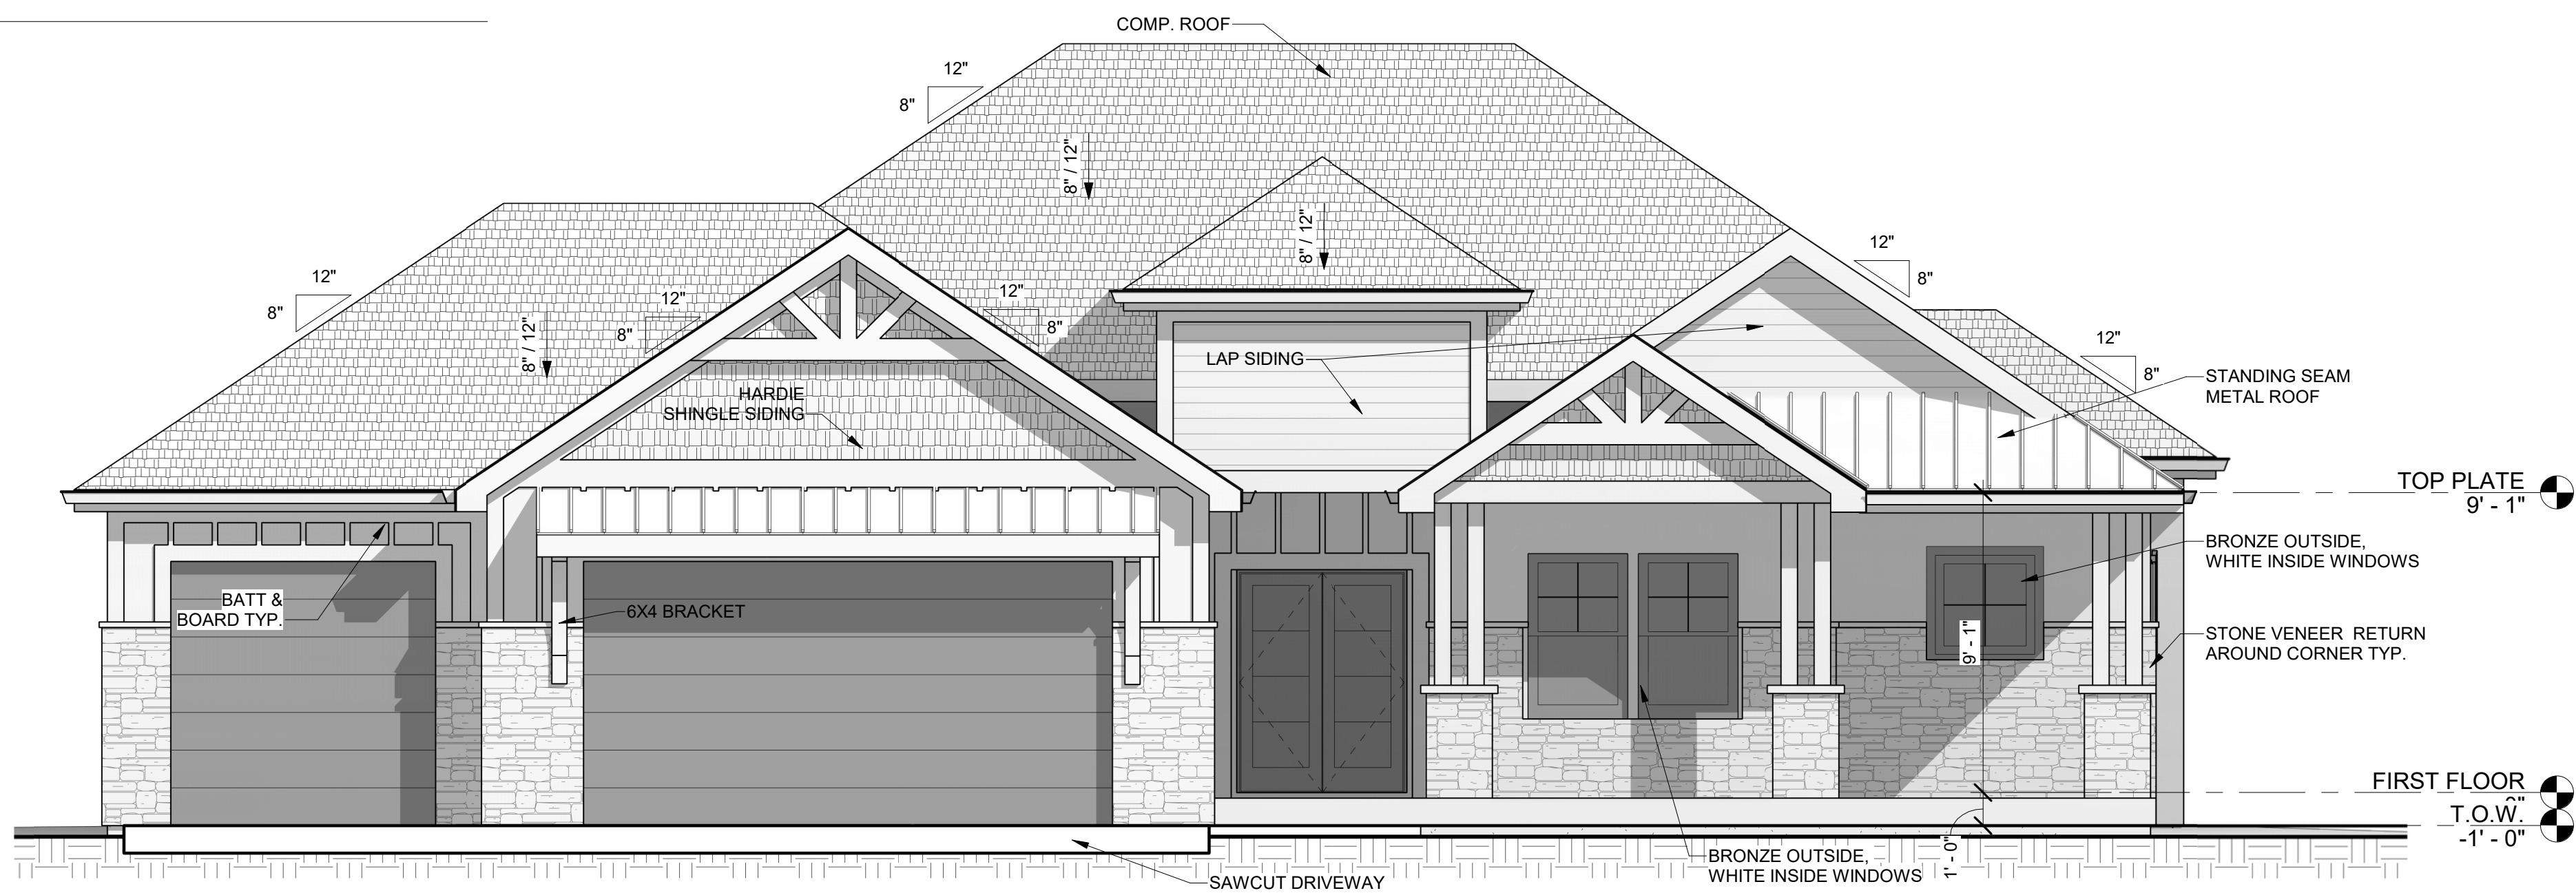 COMP. ROOF
12"
8"
8" / 12"
8" / 12"
12"
8"
12"
8"
8" / 12"
12"
8"
12"
8"
12"
8"
LAP SIDING
HARDIE
SHINGLE SIDING
STANDING SEAM
METAL ROOF
TOP PLATE
9' - 1"
BRONZE OUTSIDE,
WHITE INSIDE WINDOWS
BATT &
BOARD TYP.
6X4 BRACKET
9' - 1"
STONE VENEER RETURN
AROUND CORNER TYP.
FIRST FLOOR
T.O.W.
-1' - 0"
1' - 0"
BRONZE OUTSIDE,
WHITE INSIDE WINDOWS
SAWCUT DRIVEWAY